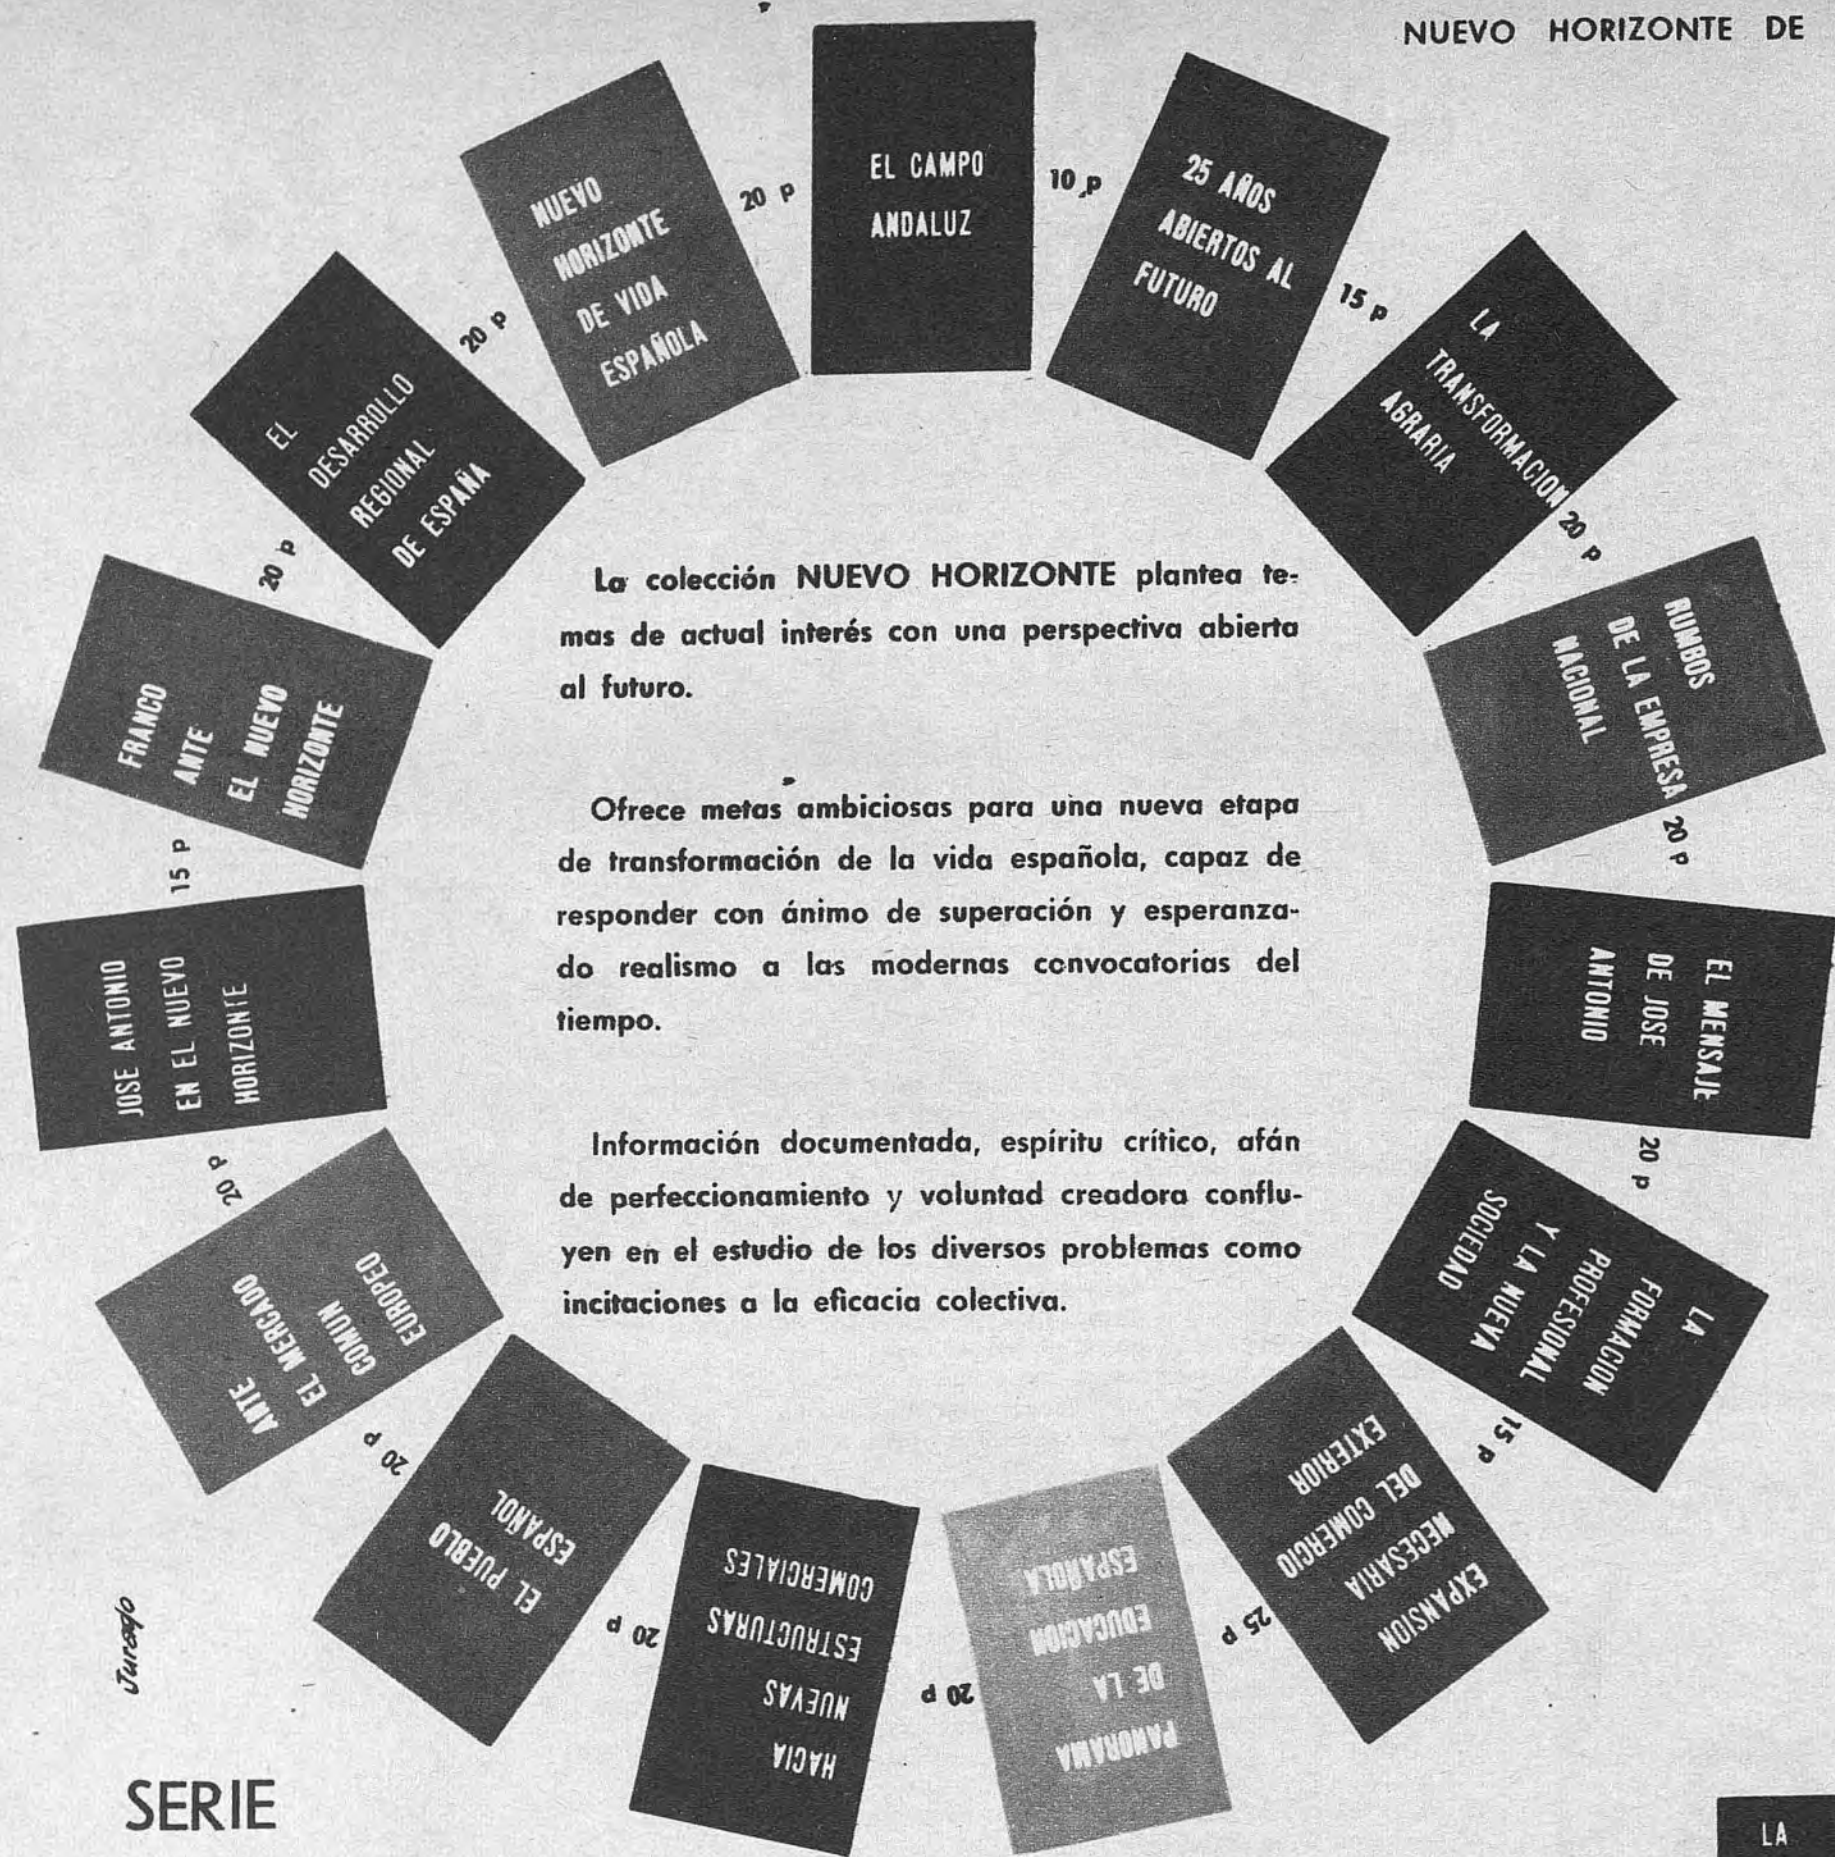 NUEVO HORIZONTE DE
EL CAMPO
ANDALUZ
10 p
25 AÑOS
ABIERTOS AL
FUTURO
15 p
LA
TRANSFORMACION
AGRARIA
20 p
RUMBOS
DE LA EMPRESA
NACIONAL
20 p
EL MENSAJE
DE JOSE
ANTONIO
20 p
LA
FORMACION
PROFESIONAL
Y LA NUEVA
SOCIEDAD
15 p
EXPANSION
NECESARIA
DEL COMERCIO
EXTERIOR
25 p
PANORAMA
DE LA
EDUCACION
ESPAÑOLA
20 p
HACIA
NUEVAS
ESTRUCTURAS
COMERCIALES
20 p
EL PUEBLO
ESPAÑOL
20 p
ANTE
EL MERCADO
COMUN
EUROPEO
20 p
JOSE ANTONIO
EN EL NUEVO
HORIZONTE
15 p
FRANCO
ANTE
EL NUEVO
HORIZONTE
20 p
EL
DESARROLLO
REGIONAL
DE ESPAÑA
20 p
NUEVO
HORIZONTE
DE VIDA
ESPAÑOLA
20 p
La colección NUEVO HORIZONTE plantea te-
mas de actual interés con una perspectiva abierta
al futuro.
Ofrece metas ambiciosas para una nueva etapa
de transformación de la vida española, capaz de
responder con ánimo de superación y esperanza-
do realismo a las modernas convocatorias del
tiempo.
Información documentada, espíritu crítico, afán
de perfeccionamiento y voluntad creadora conflu-
yen en el estudio de los diversos problemas como
incitaciones a la eficacia colectiva.
Jurado
SERIE
LA